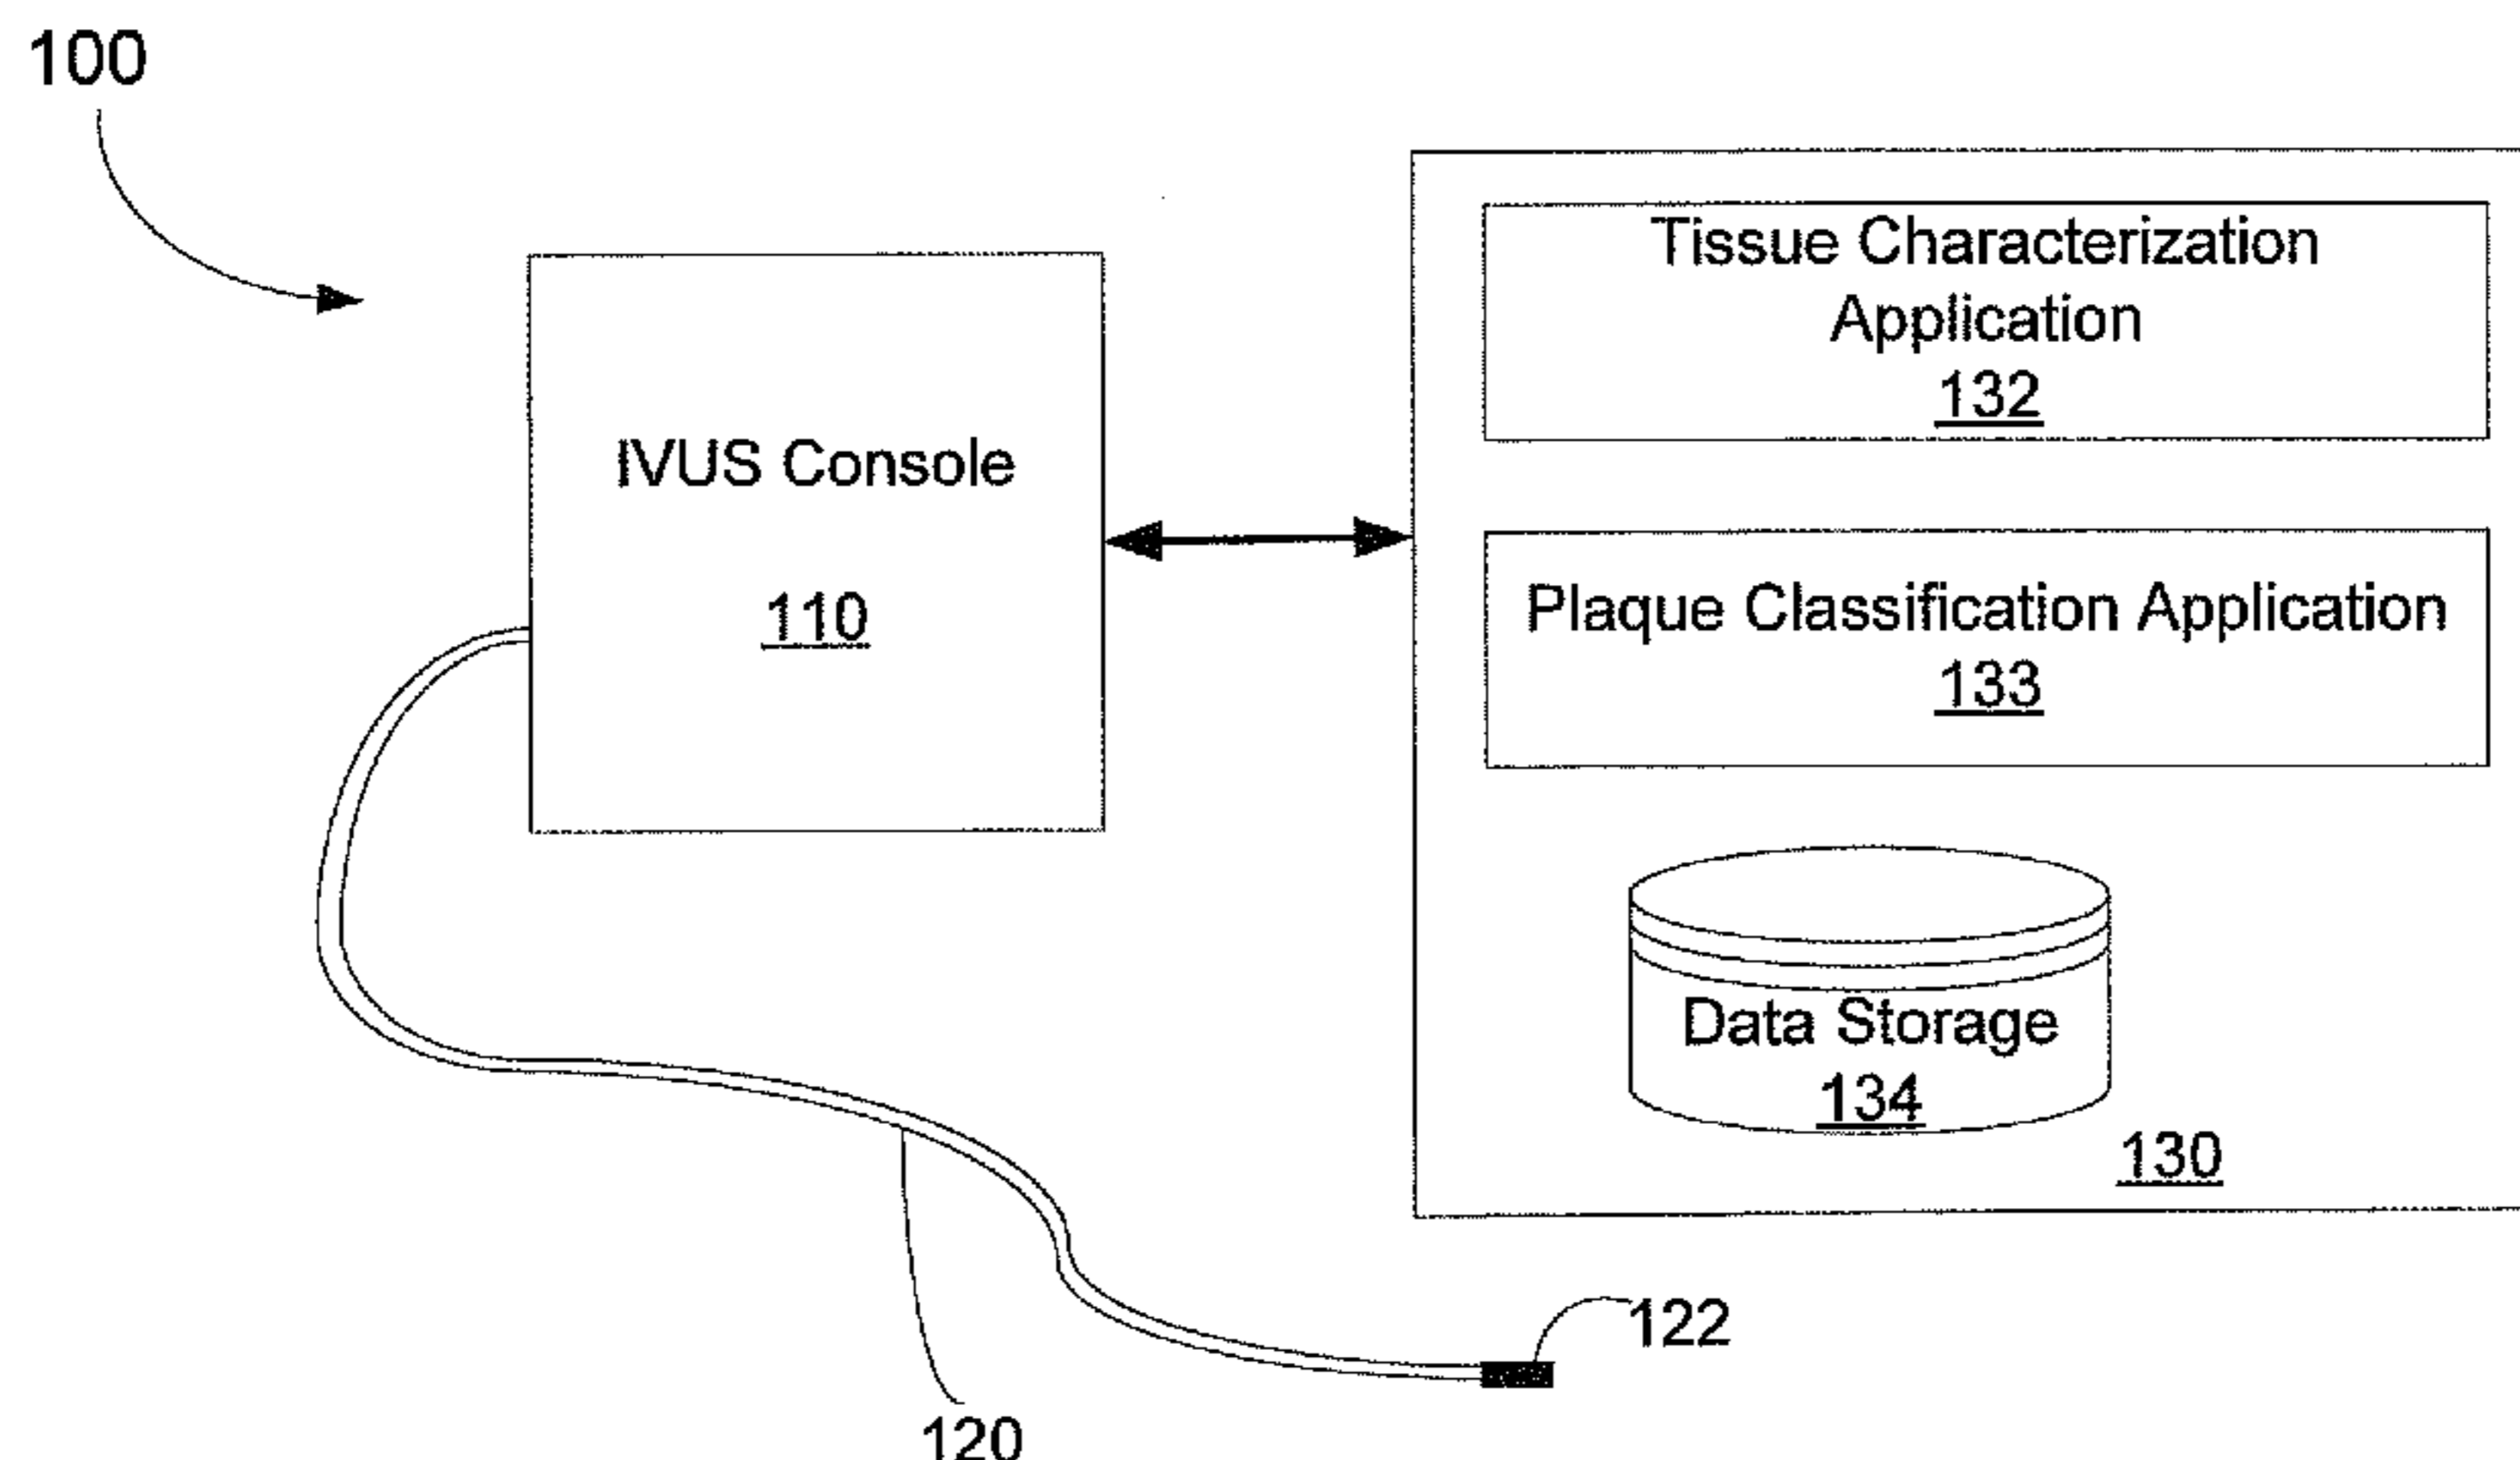 100
IVUS Console
110
Tissue Characterization
Application
132
Plaque Classification Application
133
Data Storage
134
130
122
120